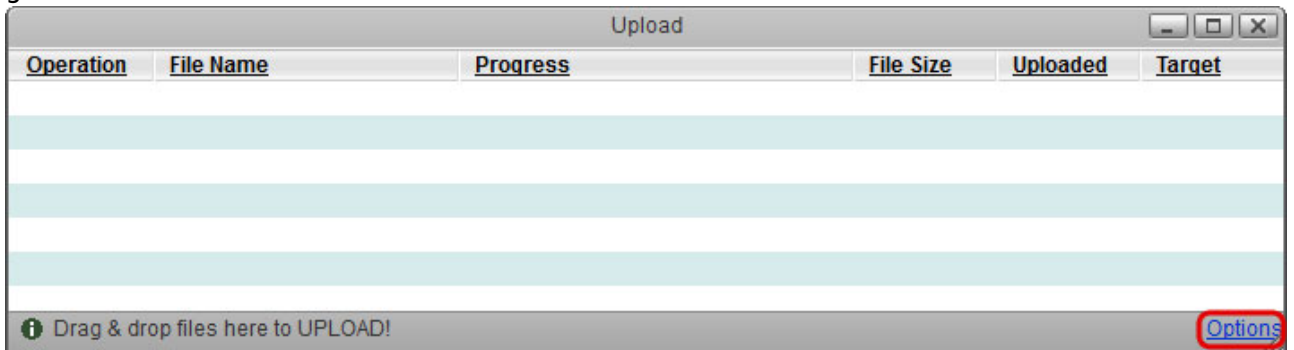 Upload
Operation File Name Progress File Size Uploaded Target
Drag & drop files here to UPLOAD! Options